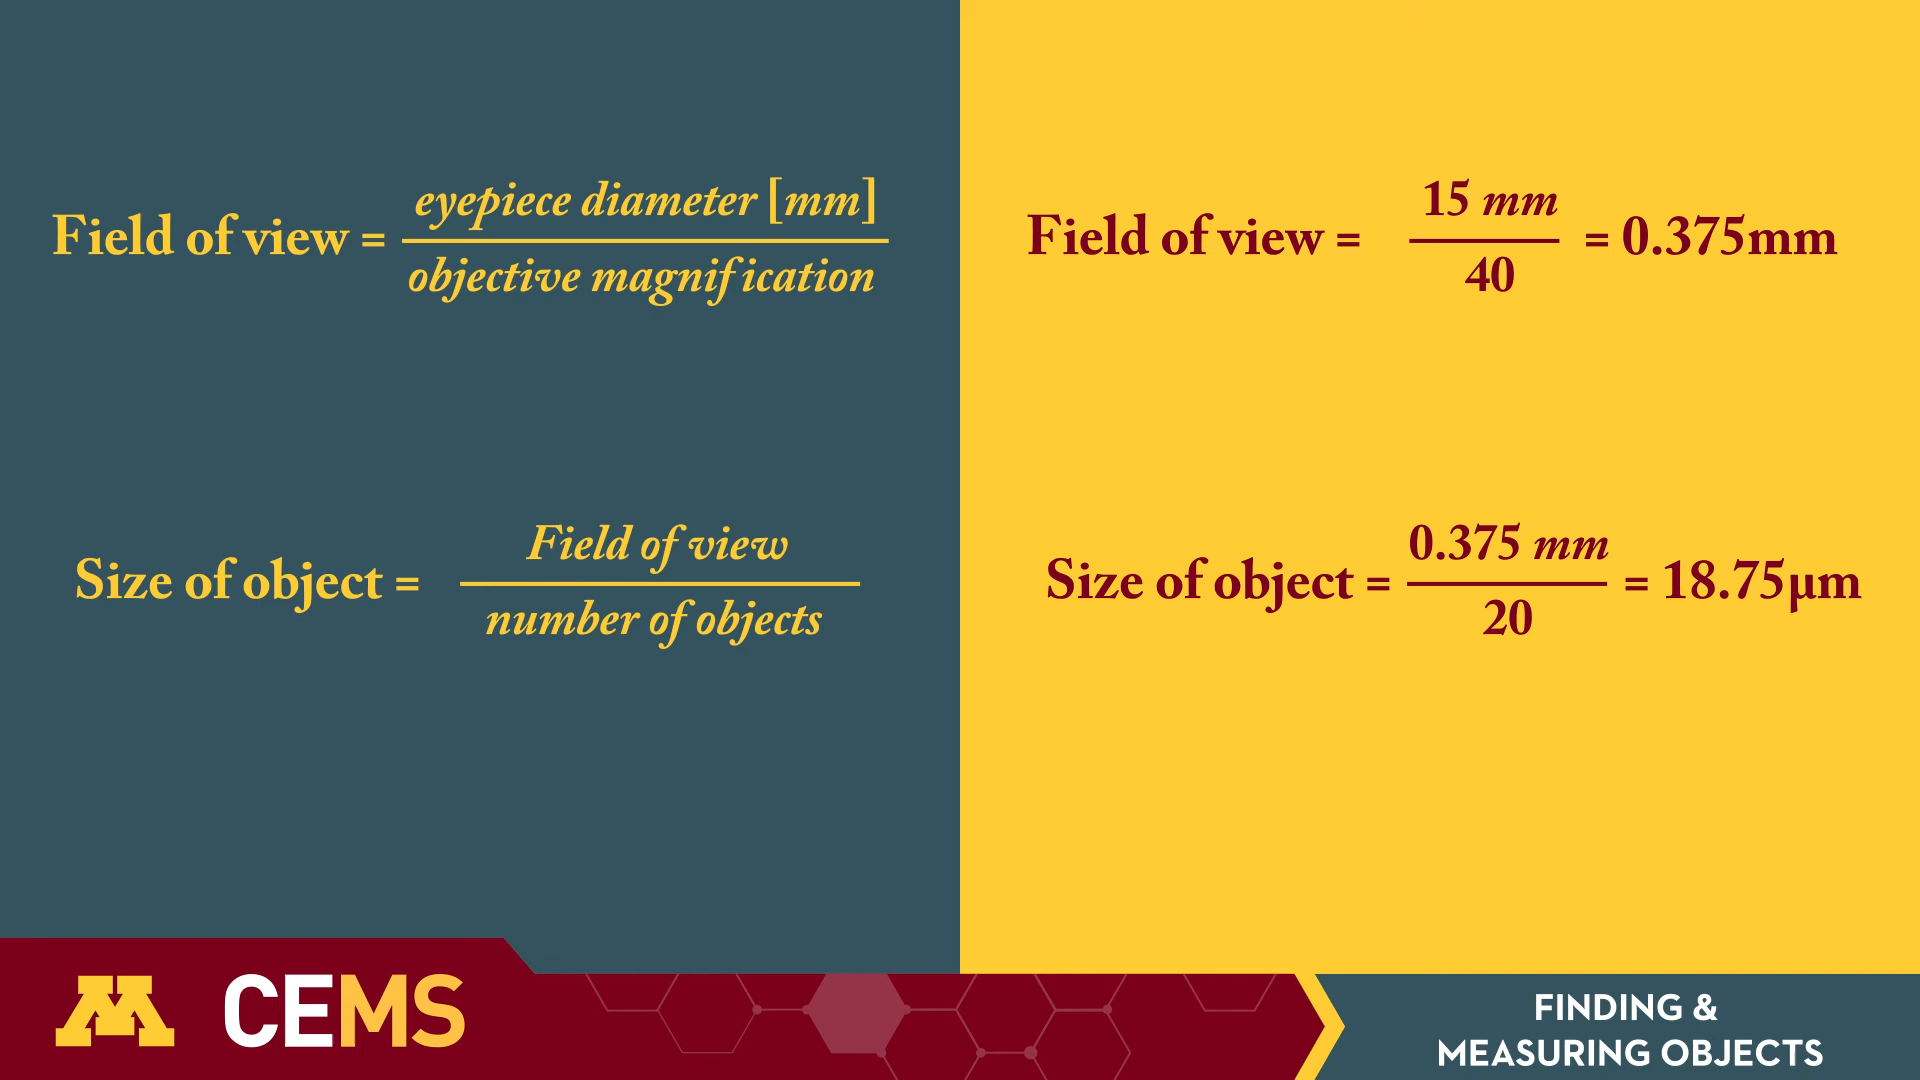 Field of view = eyepiece diameter [mm] / objective magnification
Size of object = Field of view / number of objects
Field of view = 15 mm / 40 = 0.375mm
Size of object = 0.375 mm / 20 = 18.75µm
M CEMS
FINDING &
MEASURING OBJECTS